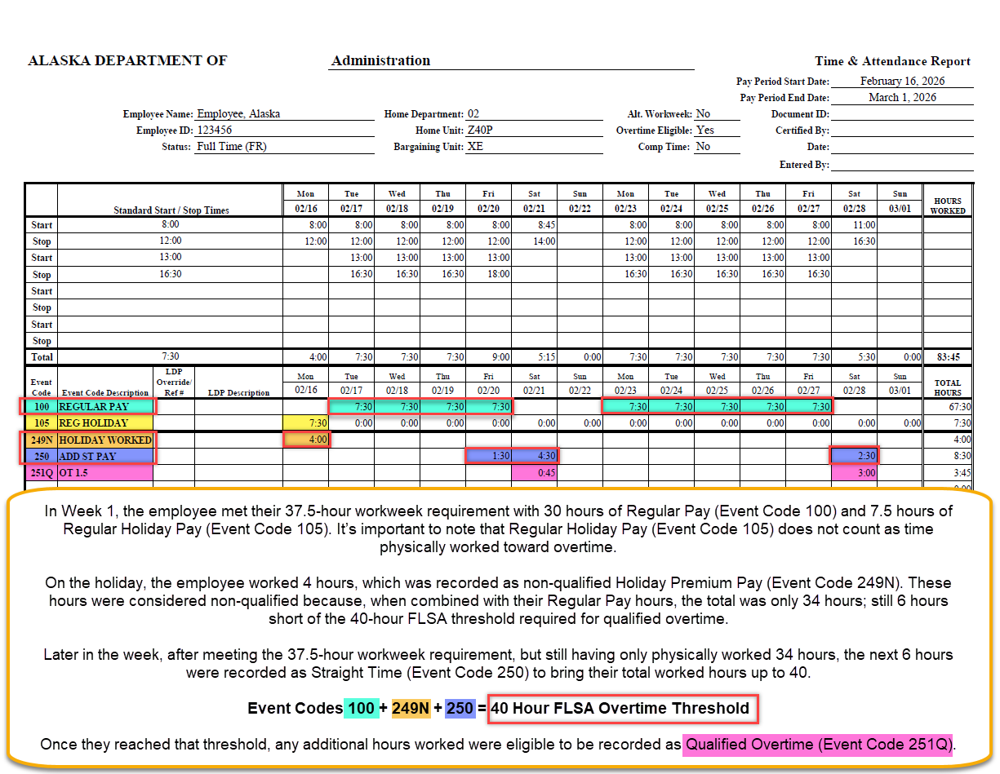 ALASKA DEPARTMENT OF Administration Time & Attendance Report
Pay Period Start Date: February 16, 2026
Pay Period End Date: March 1, 2026
Employee Name: Employee, Alaska Home Department: 02 Alt. Workweek: No Document ID:
Employee ID: 123456 Home Unit: Z40P Overtime Eligible: Yes Certified By:
Status: Full Time (FR) Bargaining Unit: XE Comp Time: No Date:
Entered By:
Mon Tue Wed Thu Fri Sat Sun Mon Tue Wed Thu Fri Sat Sun HOURS WORKED
Standard Start / Stop Times 02/16 02/17 02/18 02/19 02/20 02/21 02/22 02/23 02/24 02/25 02/26 02/27 02/28 03/01
Start 8:00 8:00 8:00 8:00 8:00 8:00 8:45 8:00 8:00 8:00 8:00 8:00 11:00
Stop 12:00 12:00 12:00 12:00 12:00 12:00 14:00 12:00 12:00 12:00 12:00 12:00 16:30
Start 13:00 13:00 13:00 13:00 13:00 13:00 13:00 13:00 13:00 13:00
Stop 16:30 16:30 16:30 16:30 18:00 16:30 16:30 16:30 16:30 16:30
Start
Stop
Start
Stop
Total 7:30 4:00 7:30 7:30 7:30 9:00 5:15 0:00 7:30 7:30 7:30 7:30 7:30 5:30 0:00 83:45
Event Code Event Code Description LDP Override/ Ref # LDP Description Mon Tue Wed Thu Fri Sat Sun Mon Tue Wed Thu Fri Sat Sun TOTAL HOURS
02/16 02/17 02/18 02/19 02/20 02/21 02/22 02/23 02/24 02/25 02/26 02/27 02/28 03/01
100 REGULAR PAY 7:30 7:30 7:30 7:30 7:30 7:30 7:30 7:30 7:30 67:30
105 REG HOLIDAY 7:30 0:00 0:00 0:00 0:00 0:00 0:00 0:00 0:00 0:00 0:00 0:00 0:00 0:00 7:30
249N HOLIDAY WORKED 4:00 4:00
250 ADD ST PAY 1:30 4:30 2:30 8:30
251Q OT 1.5 0:45 3:00 3:45
In Week 1, the employee met their 37.5-hour workweek requirement with 30 hours of Regular Pay (Event Code 100) and 7.5 hours of
Regular Holiday Pay (Event Code 105). It's important to note that Regular Holiday Pay (Event Code 105) does not count as time
physically worked toward overtime.
On the holiday, the employee worked 4 hours, which was recorded as non-qualified Holiday Premium Pay (Event Code 249N). These
hours were considered non-qualified because, when combined with their Regular Pay hours, the total was only 34 hours; still 6 hours
short of the 40-hour FLSA threshold required for qualified overtime.
Later in the week, after meeting the 37.5-hour workweek requirement, but still having only physically worked 34 hours, the next 6 hours
were recorded as Straight Time (Event Code 250) to bring their total worked hours up to 40.
Event Codes 100 + 249N + 250 = 40 Hour FLSA Overtime Threshold
Once they reached that threshold, any additional hours worked were eligible to be recorded as Qualified Overtime (Event Code 251Q).